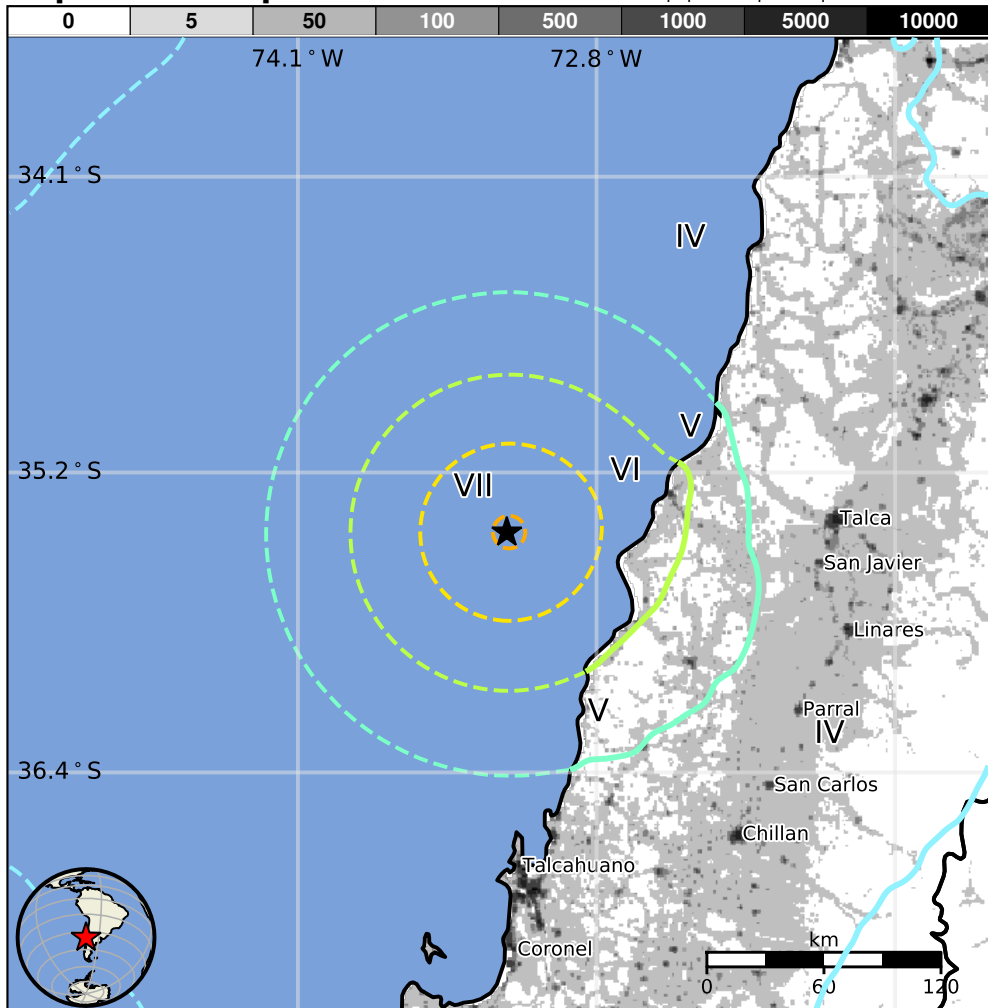 0 5 50 100 500 1000 5000 10000
74.1°W 72.8°W
34.1°S
IV
V
35.2°S
VI
VII
Talca
San Javier
Linares
Parral
V
IV
36.4°S
San Carlos
Chillan
Talcahuano
Coronel
km
0 60 120